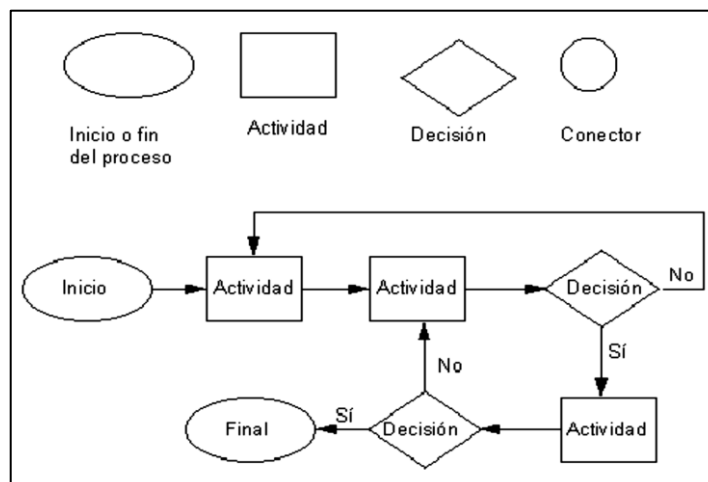 Inicio o fin
del proceso
Actividad
Decisión
Conector
Inicio
Actividad
Actividad
Decisión
No
Sí
No
Final
Sí
Decisión
Actividad